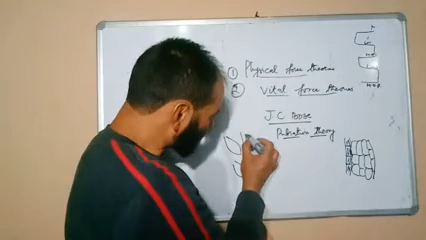 ① Physical force theories
② Vital force theories
J.C Bose
Pulsation theory